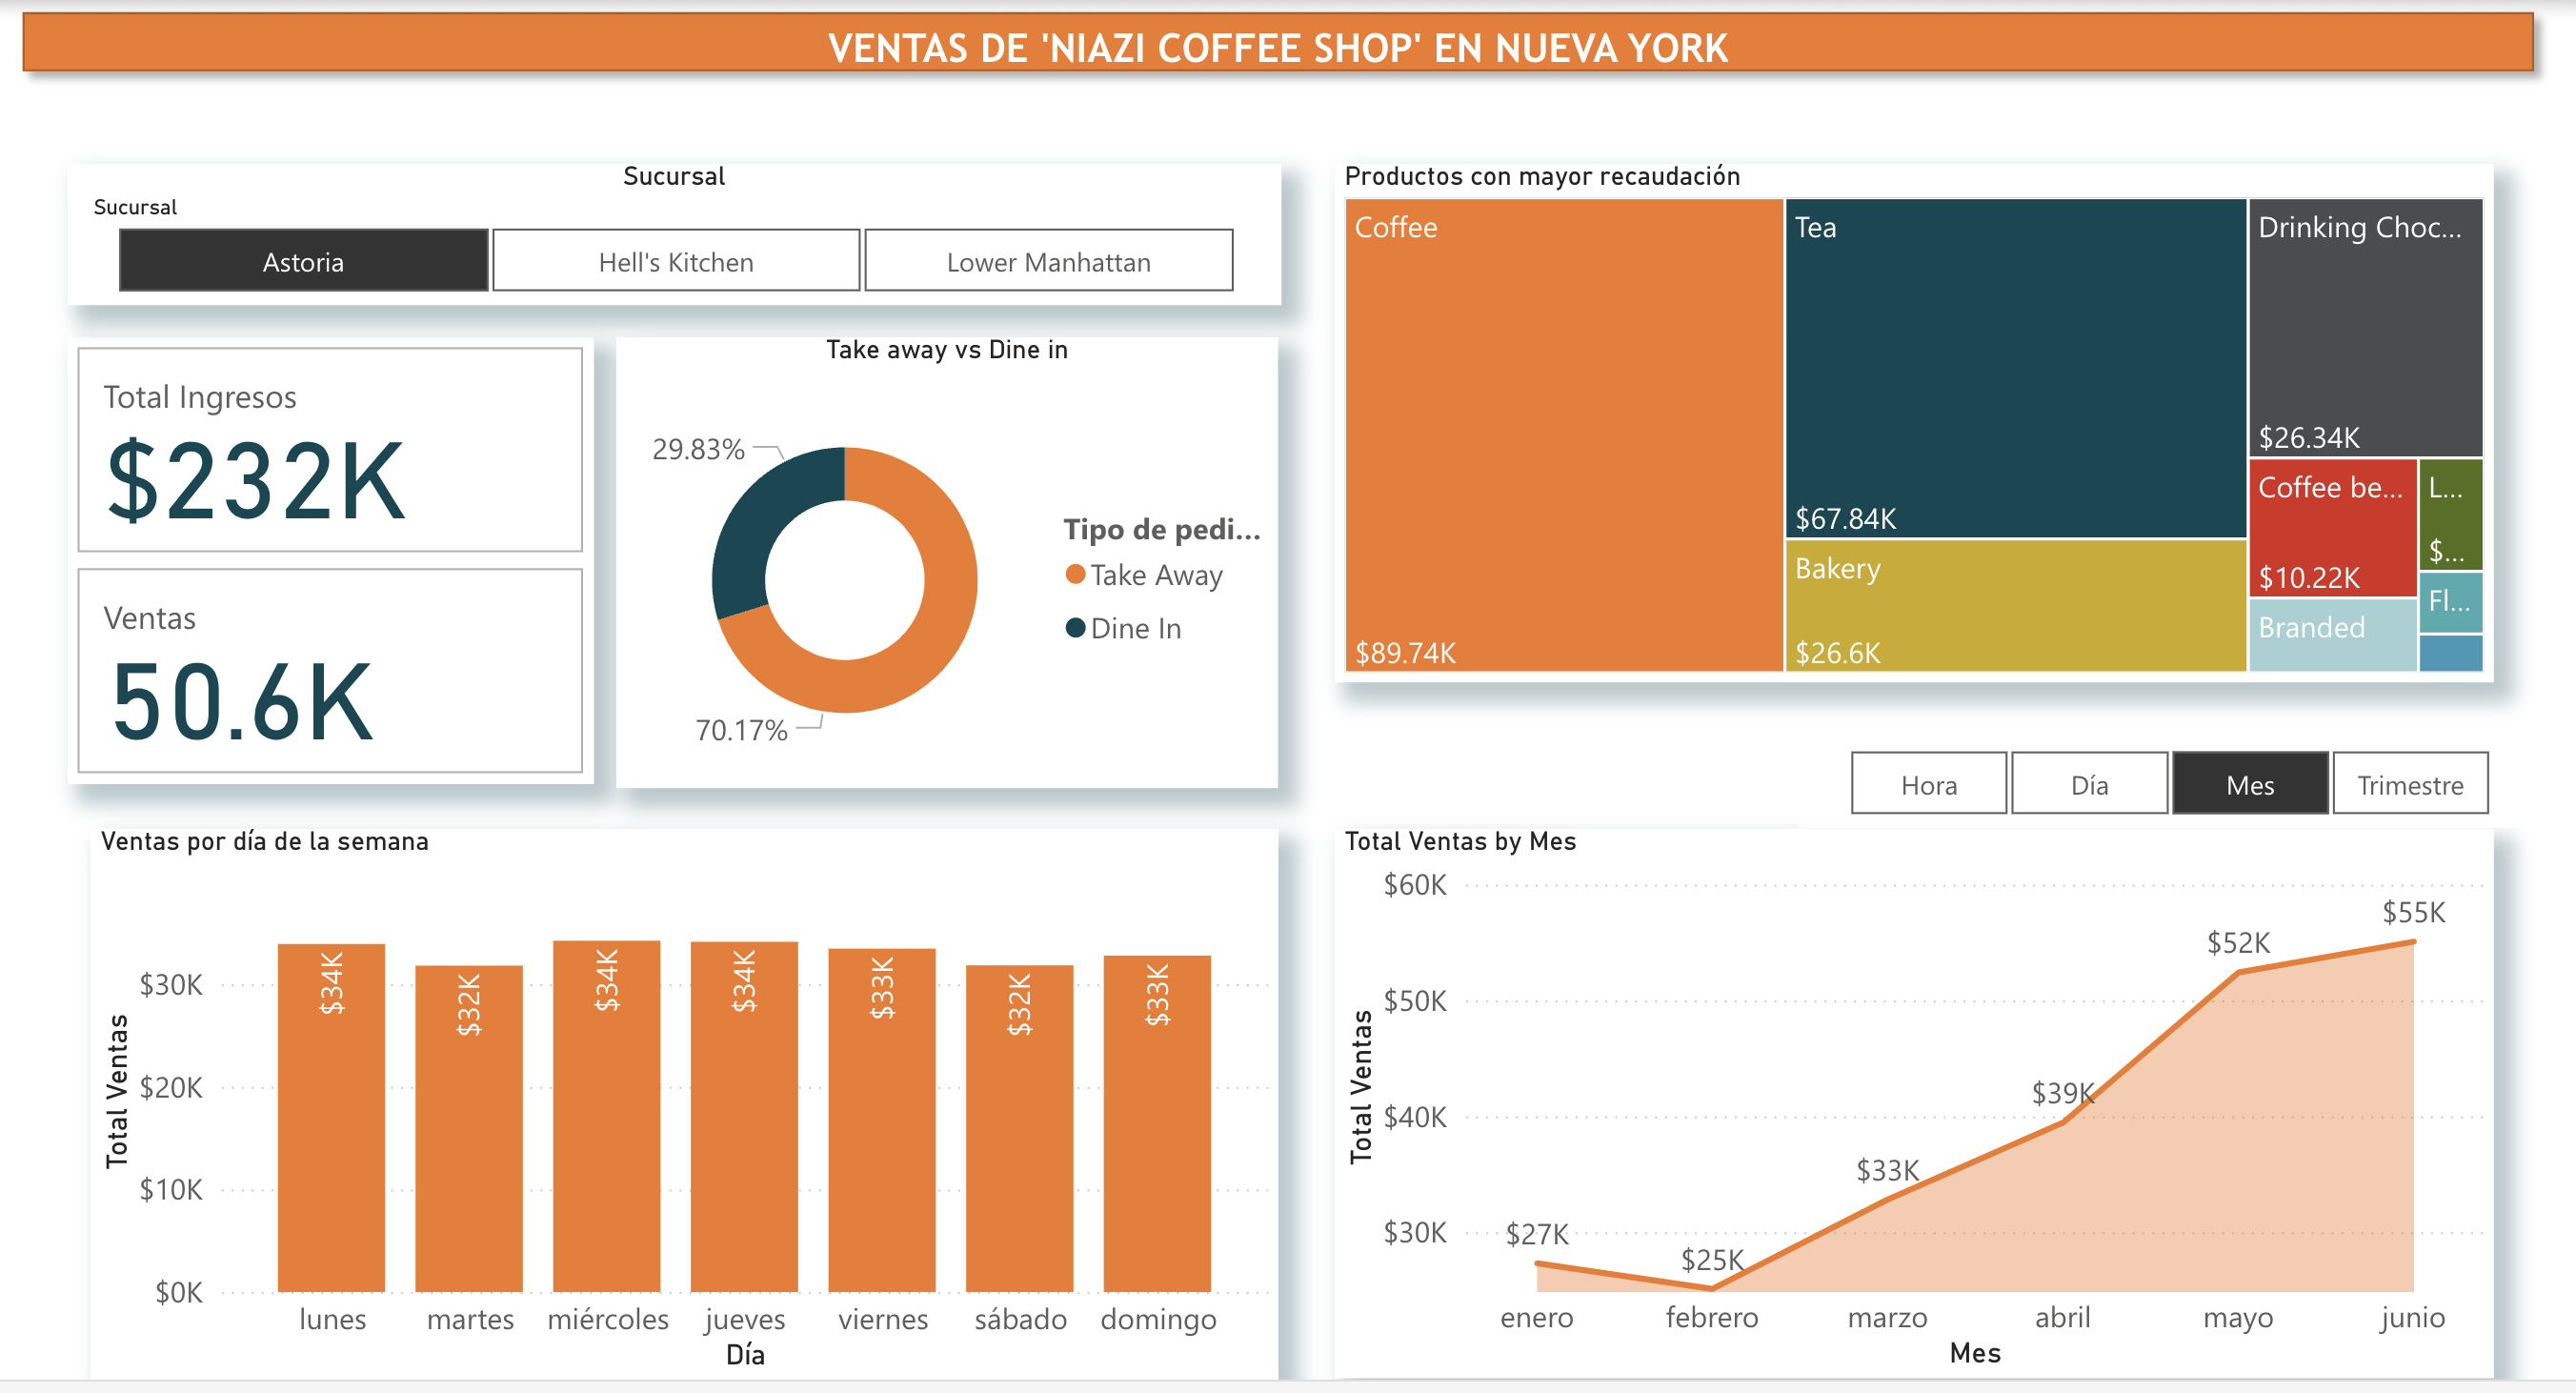 VENTAS DE 'NIAZI COFFEE SHOP' EN NUEVA YORK
Sucursal
Sucursal
Astoria
Hell's Kitchen
Lower Manhattan
Total Ingresos
$232K
Ventas
50.6K
Take away vs Dine in
29.83%
70.17%
Tipo de pedi...
Take Away
Dine In
Productos con mayor recaudación
Coffee
$89.74K
Tea
$67.84K
Bakery
$26.6K
Drinking Choc...
$26.34K
Coffee be...
$10.22K
L...
$...
Fl...
Branded
Hora
Día
Mes
Trimestre
Ventas por día de la semana
Total Ventas
$30K
$20K
$10K
$0K
$34K
$32K
$34K
$34K
$33K
$32K
$33K
lunes
martes
miércoles
jueves
viernes
sábado
domingo
Día
Total Ventas by Mes
Total Ventas
$60K
$50K
$40K
$30K
$27K
$25K
$33K
$39K
$52K
$55K
enero
febrero
marzo
abril
mayo
junio
Mes